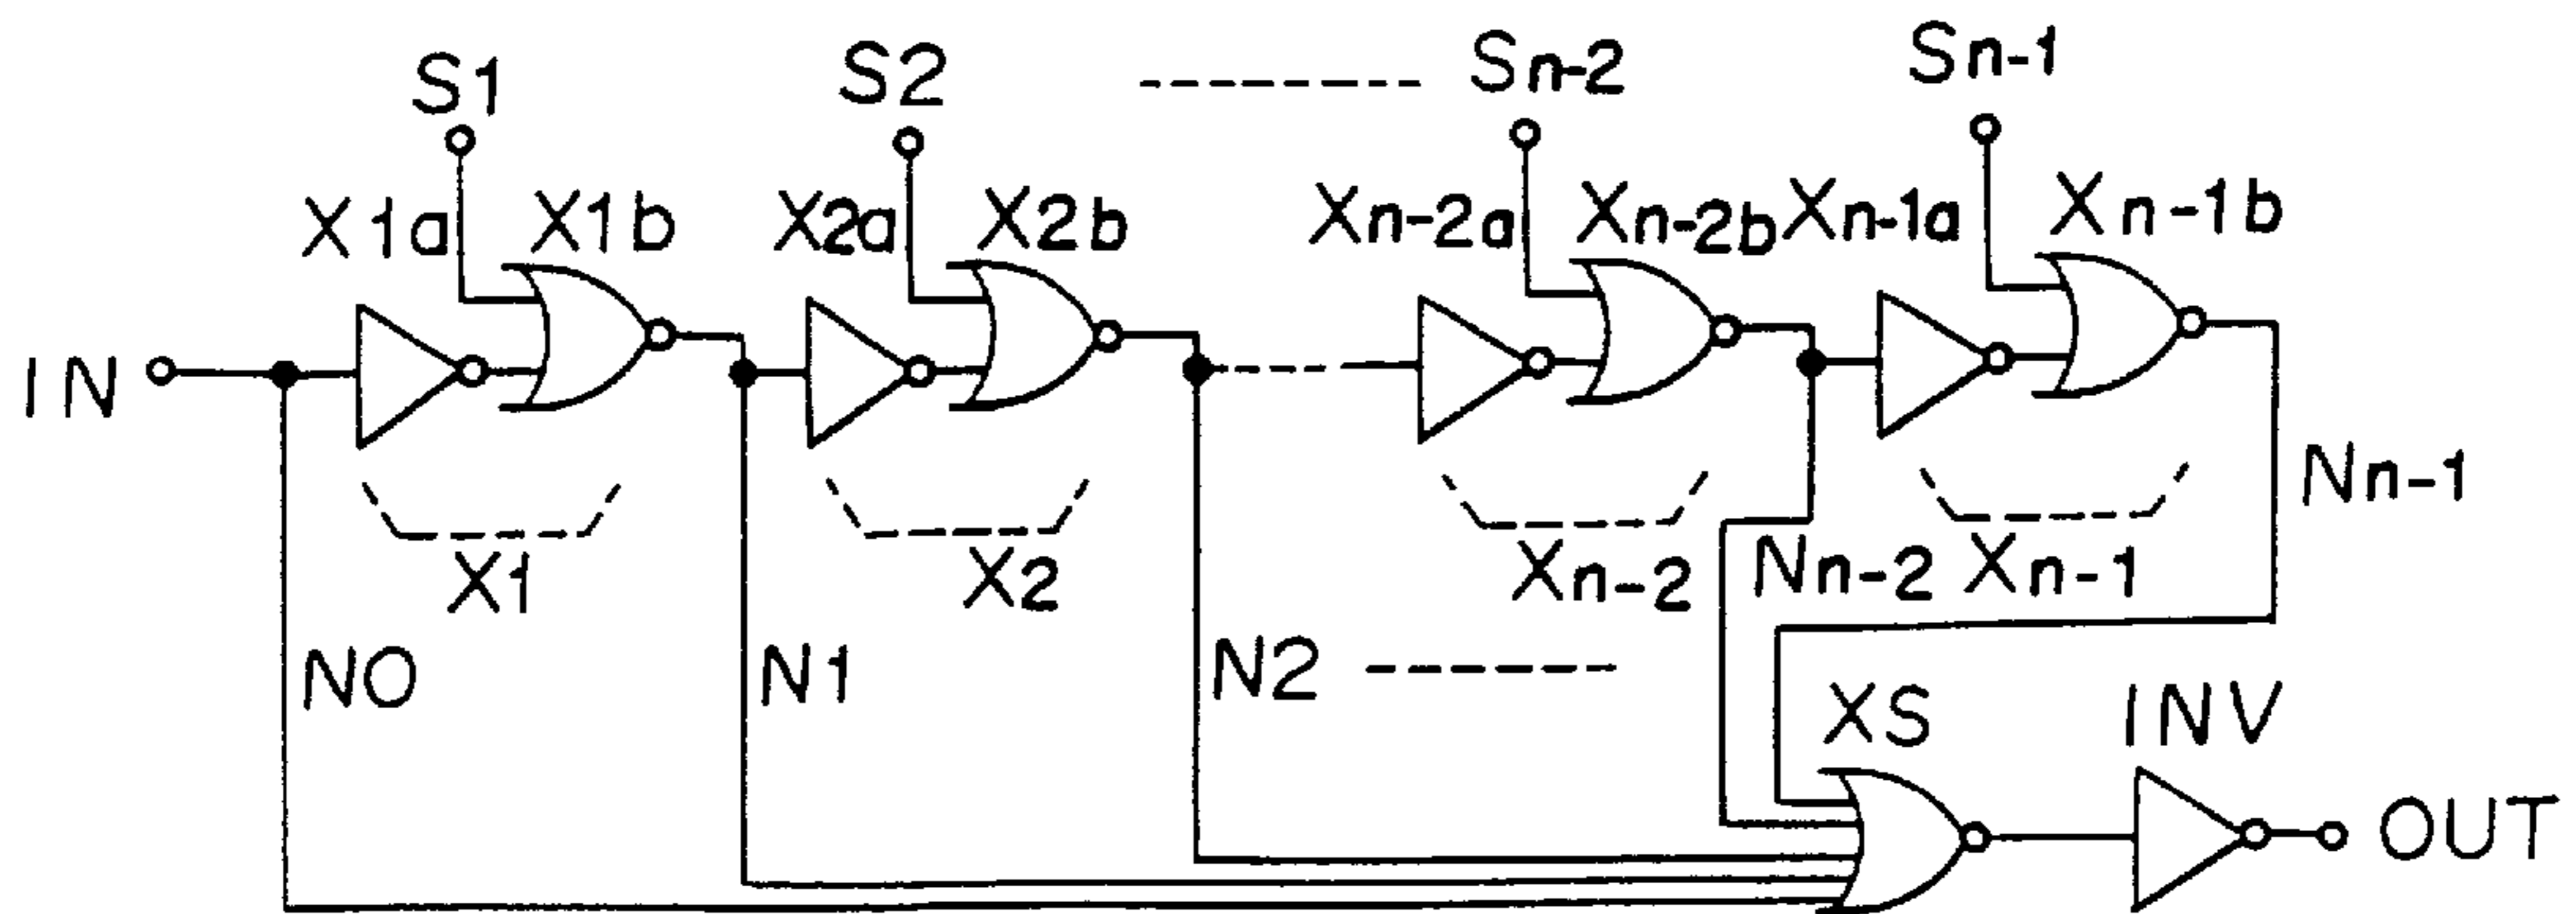 S1 S2 Sn-2 Sn-1
X1a X1b X2a X2b Xn-2a Xn-2b Xn-1a Xn-1b
IN
Nn-1
X1 X2 Xn-2 Nn-2 Xn-1
N0 N1 N2 XS INV
OUT